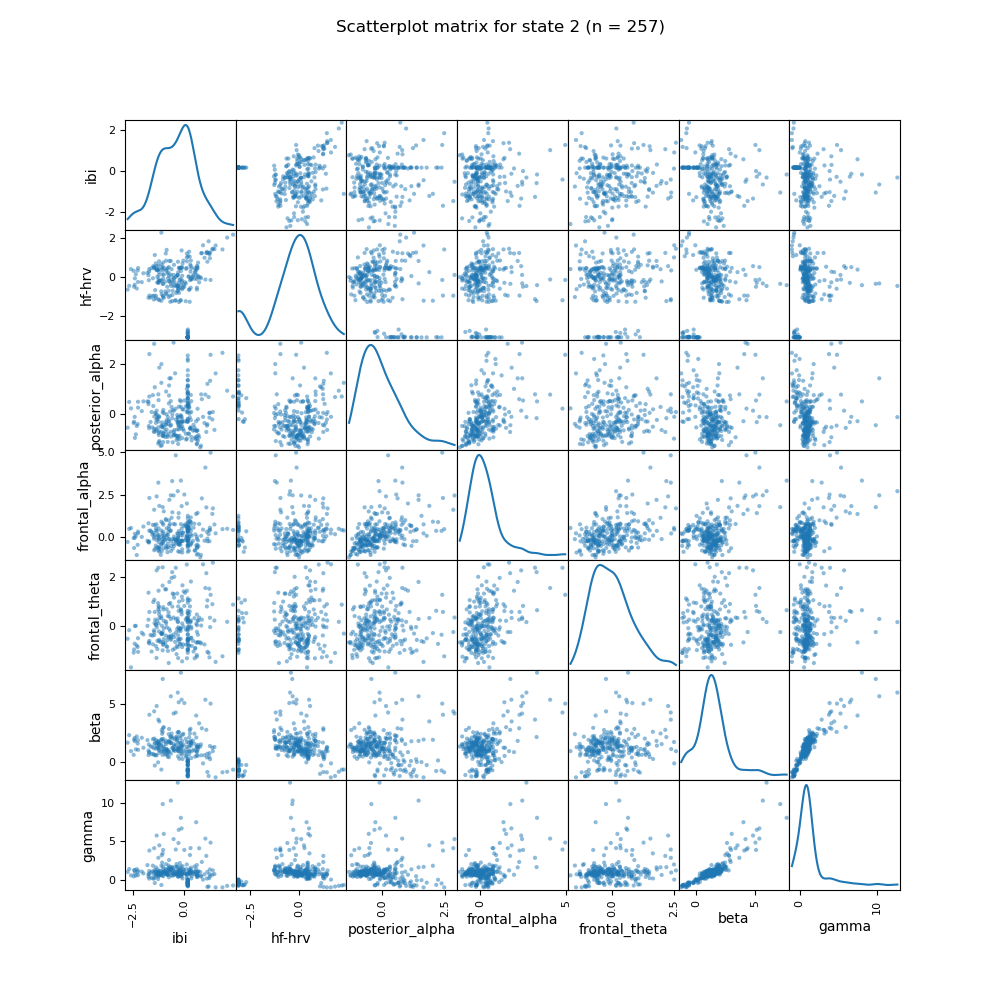 Scatterplot matrix for state 2 (n = 257)
2
0
−2
ibi
2
0
−2
hf-hrv
2
0
posterior_alpha
5.0
2.5
0.0
frontal_alpha
2
0
frontal_theta
5
0
beta
10
5
0
gamma
−2.5 0.0 −2.5 0.0 0.0 2.5 0 5 0.0 2.5 0 5 0 10
ibi hf-hrv posterior_alpha frontal_alpha frontal_theta beta gamma